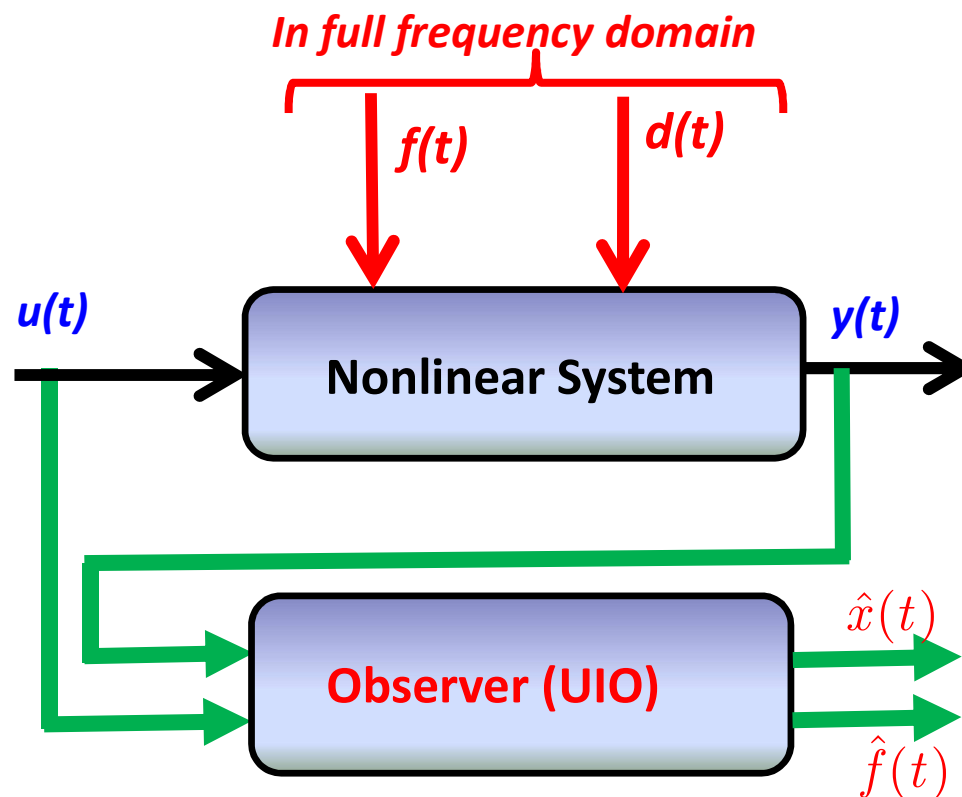 In full frequency domain
f(t)
d(t)
u(t)
y(t)
Nonlinear System
Observer (UIO)
x̂(t)
f̂(t)